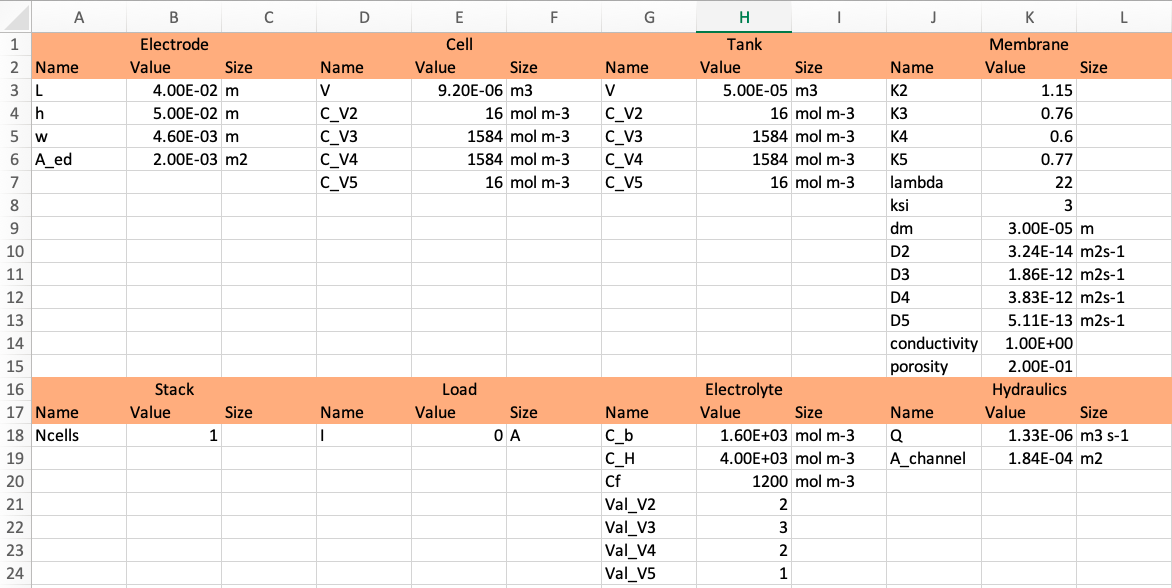 A B C D E F G H I J K L
1 Electrode Cell Tank Membrane
2 Name Value Size Name Value Size Name Value Size Name Value Size
3 L 4.00E-02 m V 9.20E-06 m3 V 5.00E-05 m3 K2 1.15
4 h 5.00E-02 m C_V2 16 mol m-3 C_V2 16 mol m-3 K3 0.76
5 w 4.60E-03 m C_V3 1584 mol m-3 C_V3 1584 mol m-3 K4 0.6
6 A_ed 2.00E-03 m2 C_V4 1584 mol m-3 C_V4 1584 mol m-3 K5 0.77
7 C_V5 16 mol m-3 C_V5 16 mol m-3 lambda 22
8 ksi 3
9 dm 3.00E-05 m
10 D2 3.24E-14 m2s-1
11 D3 1.86E-12 m2s-1
12 D4 3.83E-12 m2s-1
13 D5 5.11E-13 m2s-1
14 conductivity 1.00E+00
15 porosity 2.00E-01
16 Stack Load Electrolyte Hydraulics
17 Name Value Size Name Value Size Name Value Size Name Value Size
18 Ncells 1 I 0 A C_b 1.60E+03 mol m-3 Q 1.33E-06 m3 s-1
19 C_H 4.00E+03 mol m-3 A_channel 1.84E-04 m2
20 Cf 1200 mol m-3
21 Val_V2 2
22 Val_V3 3
23 Val_V4 2
24 Val_V5 1